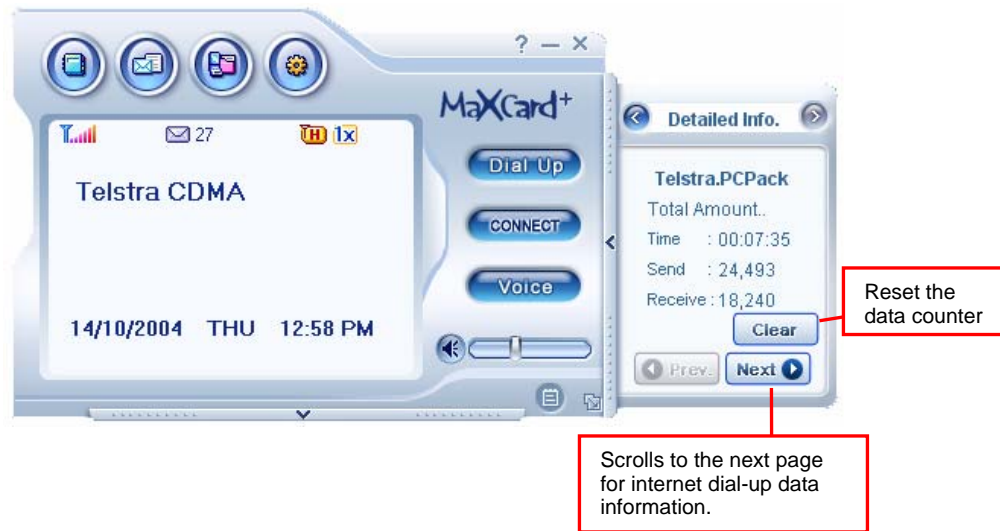 ? — ×
MaXCard+
27
H 1x
Telstra CDMA
Dial Up
CONNECT
Voice
14/10/2004 THU 12:58 PM
Detailed Info.
Telstra.PCPack
Total Amount..
Time : 00:07:35
Send : 24,493
Receive : 18,240
Clear
Prev. Next
Reset the
data counter
Scrolls to the next page
for internet dial-up data
information.